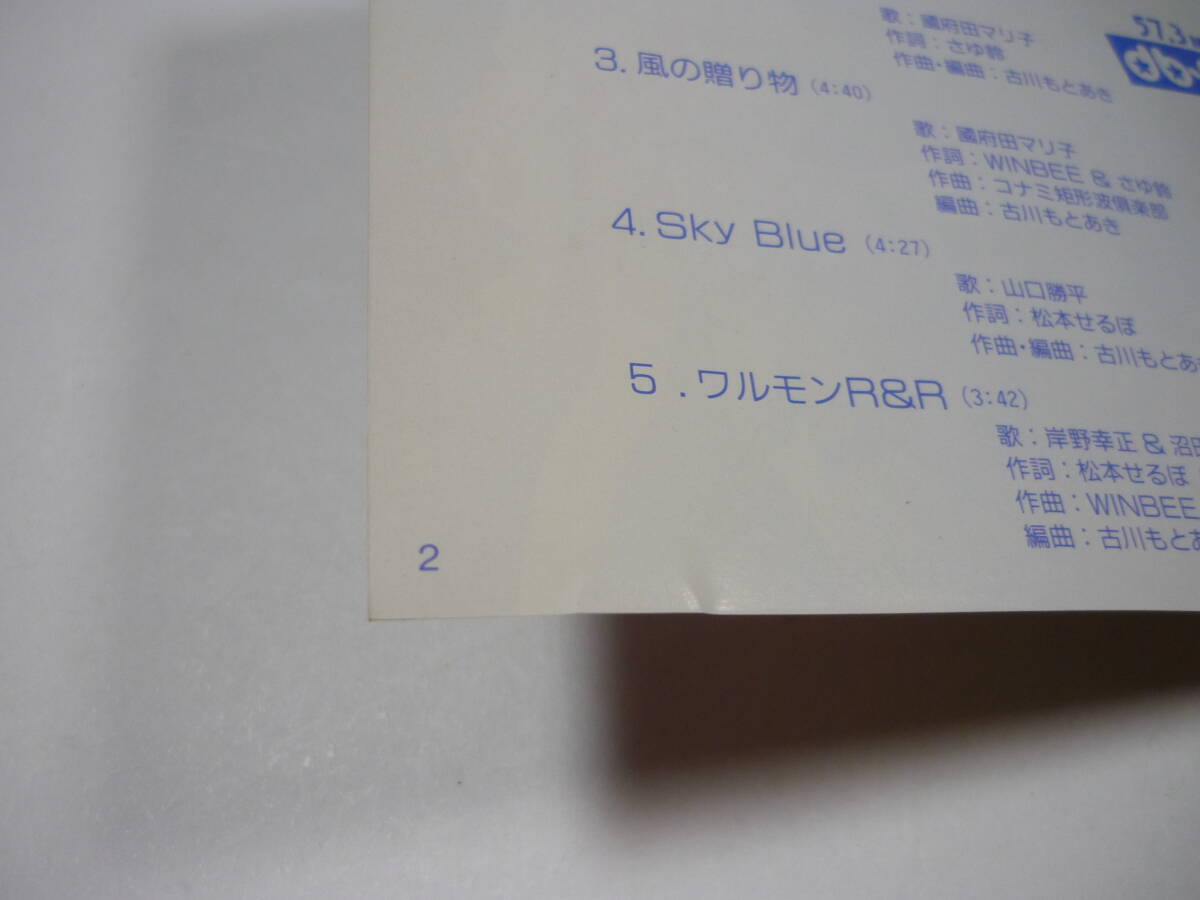 歌：國府田マリ子
作詞：さゆ鈴
作曲・編曲：古川もとあき
57.3
3. 風の贈り物 (4:40)
歌：國府田マリ子
作詞：WINBEE & さゆ鈴
作曲：コナミ矩形波倶楽部
編曲：古川もとあき
4. Sky Blue (4:27)
歌：山口勝平
作詞：松本せるぼ
作曲・編曲：古川もとあ
5 . ワルモンR&R (3:42)
歌：岸野幸正 & 沼
作詞：松本せるぼ
作曲：WINBEE
編曲：古川もとあ
2